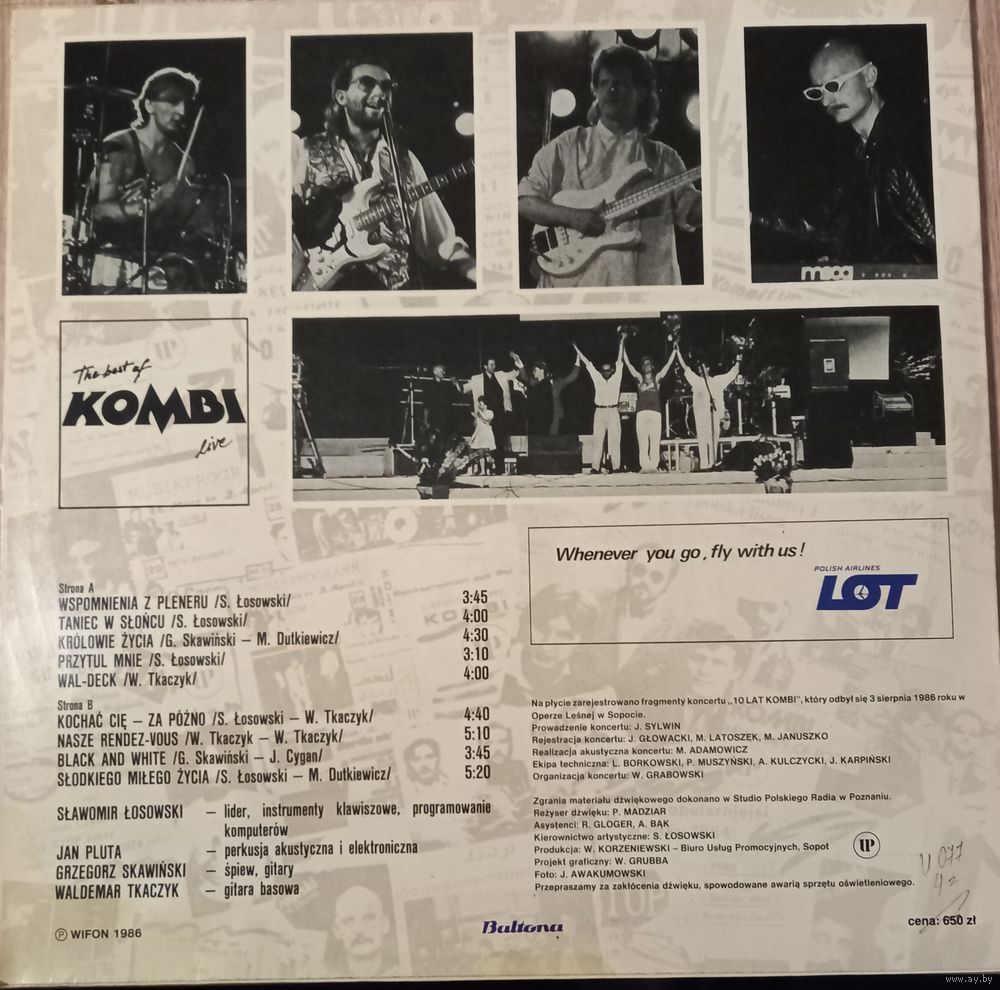 moog
The best of
KOMBI
live
Whenever you go, fly with us!
POLISH AIRLINES
LOT
Strona A
WSPOMNIENIA Z PLENERU /S. Łosowski/ 3:45
TANIEC W SŁOŃCU /S. Łosowski/ 4:00
KRÓLOWIE ŻYCIA /G. Skawiński – M. Dutkiewicz/ 4:30
PRZYTUL MNIE /S. Łosowski/ 3:10
WAL-DECK /W. Tkaczyk/ 4:00
Strona B
KOCHAĆ CIĘ – ZA PÓŻNO /S. Łosowski – W. Tkaczyk/ 4:40
NASZE RENDEZ-VOUS /W. Tkaczyk – W. Tkaczyk/ 5:10
BLACK AND WHITE /G. Skawiński – J. Cygan/ 3:45
SŁODKIEGO MIŁEGO ŻYCIA /S. Łosowski – M. Dutkiewicz/ 5:20
SŁAWOMIR ŁOSOWSKI – lider, instrumenty klawiszowe, programowanie
komputerów
JAN PLUTA – perkusja akustyczna i elektroniczna
GRZEGORZ SKAWIŃSKI – śpiew, gitary
WALDEMAR TKACZYK – gitara basowa
Ⓟ WIFON 1986
Na płycie zarejestrowano fragmenty koncertu „10 LAT KOMBI", który odbył się 3 sierpnia 1986 roku w
Operze Leśnej w Sopocie.
Prowadzenie koncertu: J. SYLWIN
Rejestracja koncertu: J. GŁOWACKI, M. LATOSZEK, M. JANUSZKO
Realizacja akustyczna koncertu: M. ADAMOWICZ
Ekipa techniczna: L. BORKOWSKI, P. MUSZYŃSKI, A. KULCZYCKI, J. KARPIŃSKI
Organizacja koncertu: W. GRABOWSKI
Zgrania materiału dźwiękowego dokonano w Studio Polskiego Radia w Poznaniu.
Reżyser dźwięku: P. MADZIAR
Asystenci: R. GLOGER, A. BĄK
Kierownictwo artystyczne: S. ŁOSOWSKI
Produkcja: W. KORZENIEWSKI – Biuro Usług Promocyjnych, Sopot
Projekt graficzny: W. GRUBBA
Foto: J. AWAKUMOWSKI
Przepraszamy za zakłócenia dźwięku, spowodowane awarią sprzętu oświetleniowego.
Baltona
cena: 650 zł
www.ay.by